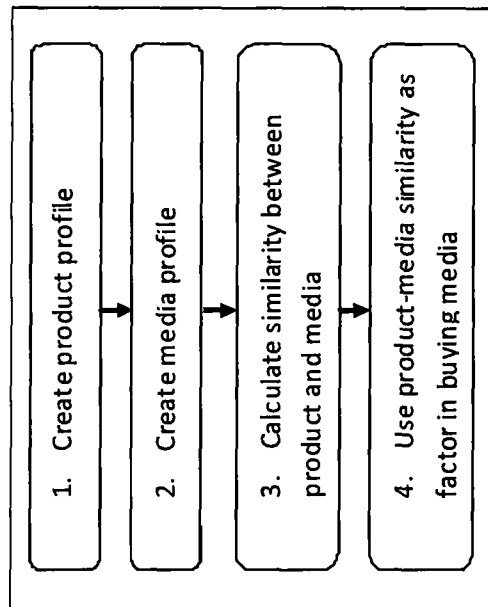 1. Create product profile
2. Create media profile
3. Calculate similarity between
product and media
4. Use product-media similarity as
factor in buying media